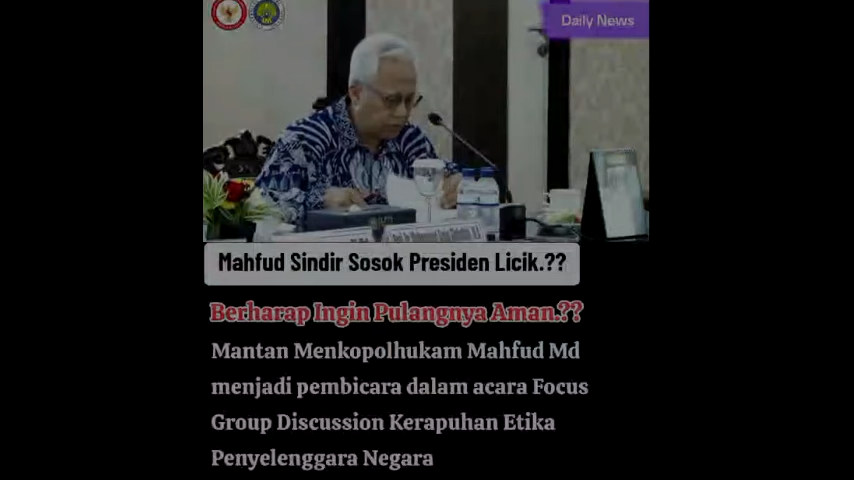 Daily News
Mahfud Sindir Sosok Presiden Licik.??
Berharap Ingin Pulangnya Aman.??
Mantan Menkopolhukam Mahfud Md
menjadi pembicara dalam acara Focus
Group Discussion Kerapuhan Etika
Penyelenggara Negara